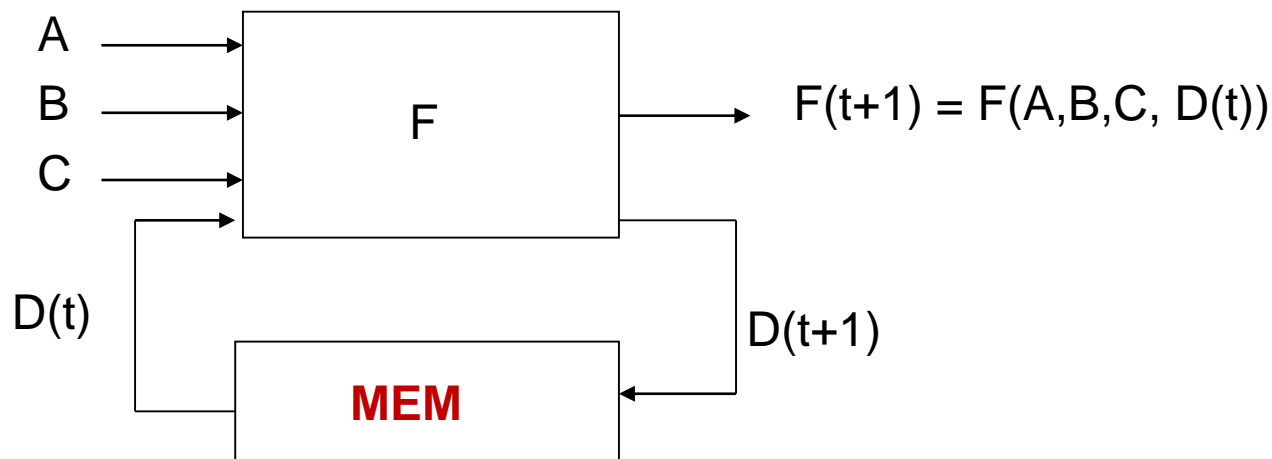 A
B
C
F
F(t+1) = F(A,B,C, D(t))
D(t)
D(t+1)
MEM